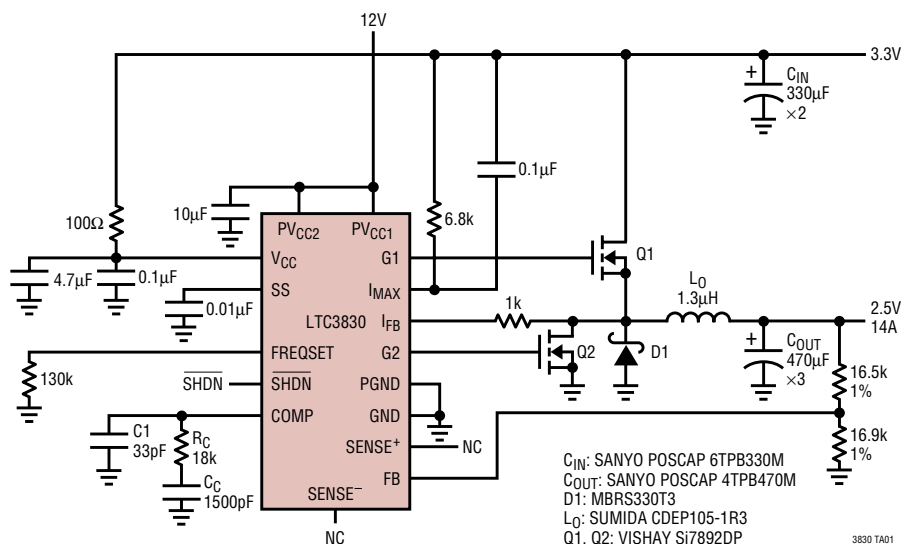 12V
3.3V
+
CIN
330µF
×2
0.1µF
10µF
6.8k
100Ω
PVCC2
PVCC1
VCC
G1
Q1
4.7µF
0.1µF
SS
IMAX
0.01µF
LTC3830
IFB
1k
LO
1.3µH
2.5V
14A
FREQSET
G2
Q2
D1
+
COUT
470µF
×3
16.5k
1%
130k
SHDN
SHDN
PGND
COMP
GND
C1
33pF
RC
18k
SENSE+
NC
16.9k
1%
FB
CC
1500pF
SENSE–
NC
CIN: SANYO POSCAP 6TPB330M
COUT: SANYO POSCAP 4TPB470M
D1: MBRS330T3
LO: SUMIDA CDEP105-1R3
Q1, Q2: VISHAY Si7892DP
3830 TA01